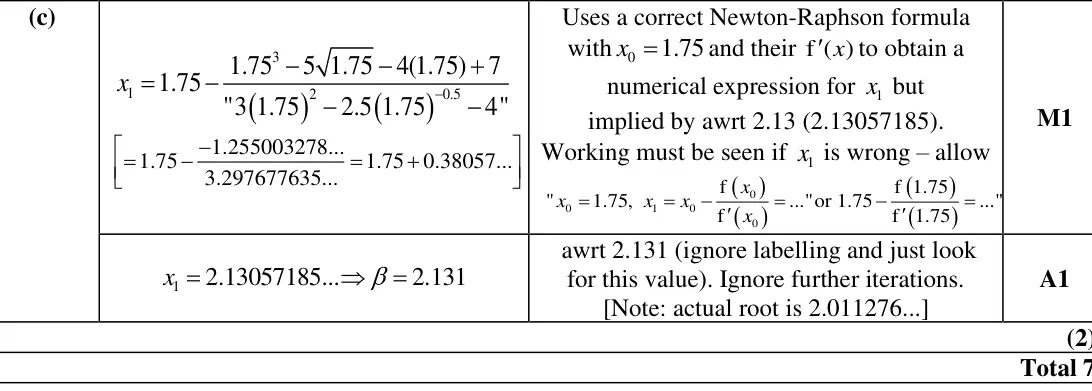 (c)
x₁ = 1.75 − (1.75³ − 5√1.75 − 4(1.75) + 7) / ("3(1.75)² − 2.5(1.75)^−0.5 − 4")
[= 1.75 − (−1.255003278...) / (3.297677635...) = 1.75 + 0.38057...]
Uses a correct Newton-Raphson formula
with x₀ = 1.75 and their f′(x) to obtain a
numerical expression for x₁ but
implied by awrt 2.13 (2.13057185).
Working must be seen if x₁ is wrong – allow
"x₀ = 1.75, x₁ = x₀ − f(x₀) / f′(x₀) = ..." or 1.75 − f(1.75) / f′(1.75) = ..."
M1
x₁ = 2.13057185... ⇒ β = 2.131
awrt 2.131 (ignore labelling and just look
for this value). Ignore further iterations.
[Note: actual root is 2.011276...]
A1
(2)
Total 7